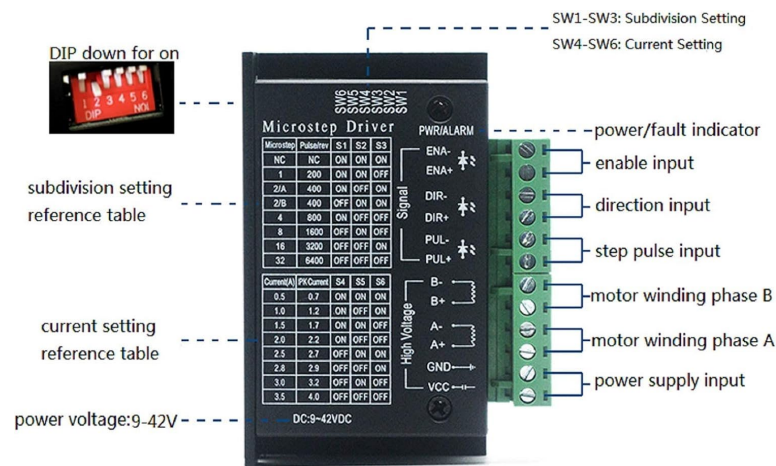 SW1-SW3: Subdivision Setting
SW4-SW6: Current Setting
DIP down for on
1 2 3 4 5 6
DIP NOI
SW6 SW5 SW4 SW3 SW2 SW1
Microstep Driver
PWR/ALARM
power/fault indicator
subdivision setting
reference table
Microstep Pulse/rev S1 S2 S3
NC NC ON ON ON
1 200 ON ON OFF
2/A 400 ON OFF ON
2/B 400 OFF ON ON
4 800 ON OFF OFF
8 1600 OFF ON OFF
16 3200 OFF OFF ON
32 6400 OFF OFF OFF
Signal
ENA-
ENA+
DIR-
DIR+
PUL-
PUL+
enable input
direction input
step pulse input
current setting
reference table
Current(A) PK Current S4 S5 S6
0.5 0.7 ON ON ON
1.0 1.2 ON OFF ON
1.5 1.7 ON ON OFF
2.0 2.2 ON OFF OFF
2.5 2.7 OFF ON ON
2.8 2.9 OFF OFF ON
3.0 3.2 OFF ON OFF
3.5 4.0 OFF OFF OFF
High Voltage
B-
B+
A-
A+
GND
VCC
motor winding phase B
motor winding phase A
power supply input
power voltage:9-42V
DC:9~42VDC